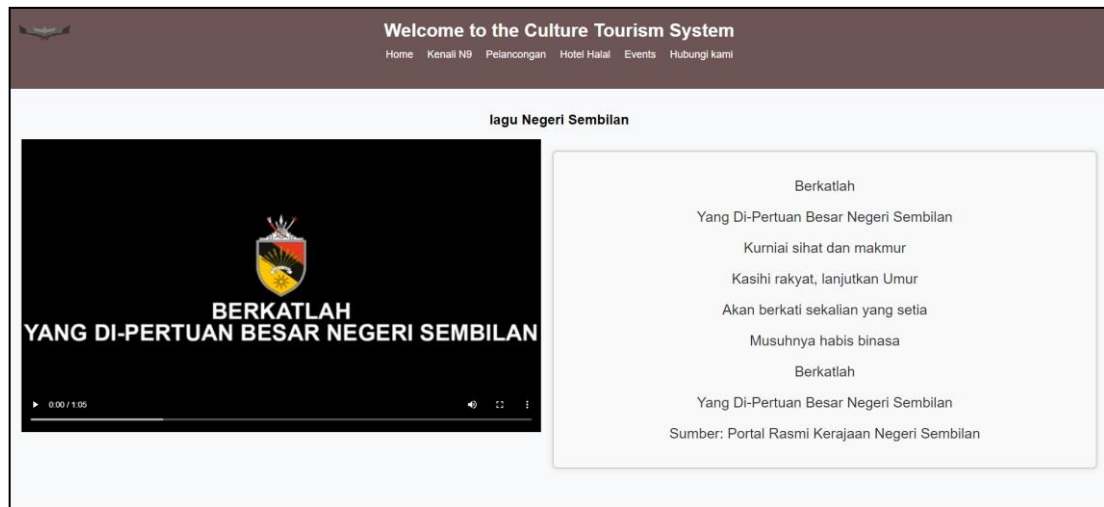 Welcome to the Culture Tourism System
Home Kenali N9 Pelancongan Hotel Halal Events Hubungi kami
lagu Negeri Sembilan
BERKATLAH
YANG DI-PERTUAN BESAR NEGERI SEMBILAN
0:00 / 1:05
Berkatlah
Yang Di-Pertuan Besar Negeri Sembilan
Kurniai sihat dan makmur
Kasihi rakyat, lanjutkan Umur
Akan berkati sekalian yang setia
Musuhnya habis binasa
Berkatlah
Yang Di-Pertuan Besar Negeri Sembilan
Sumber: Portal Rasmi Kerajaan Negeri Sembilan